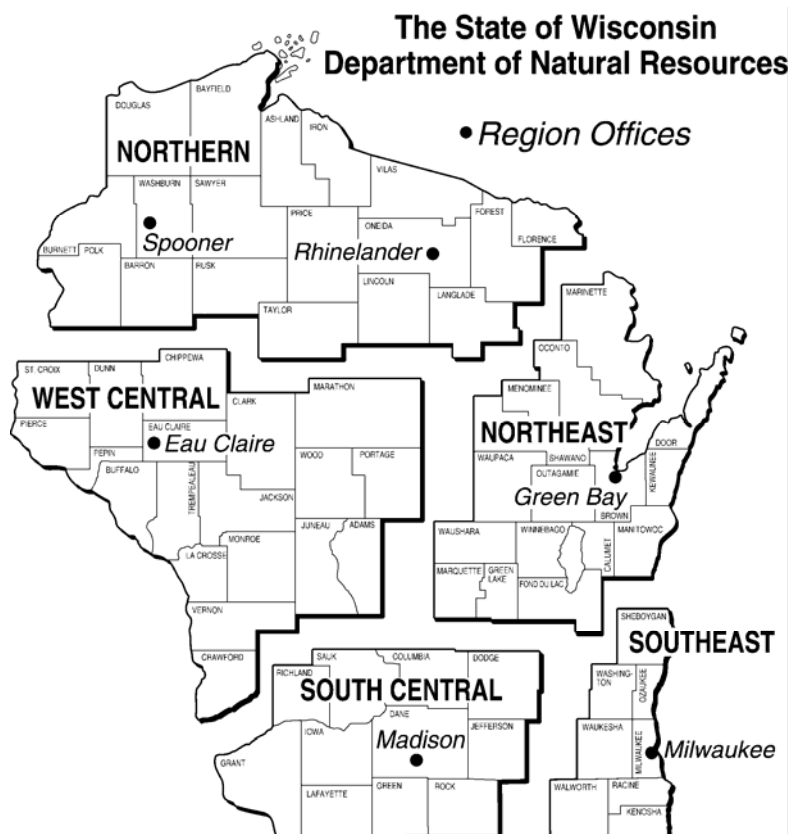 The State of Wisconsin
Department of Natural Resources
Region Offices
NORTHERN
DOUGLAS
BAYFIELD
ASHLAND
IRON
VILAS
WASHBURN
SAWYER
PRICE
ONEIDA
FOREST
FLORENCE
Spooner
Rhinelander
BURNETT
POLK
BARRON
RUSK
LINCOLN
LANGLADE
TAYLOR
WEST CENTRAL
ST. CROIX
DUNN
CHIPPEWA
MARATHON
CLARK
PIERCE
EAU CLAIRE
Eau Claire
PEPIN
BUFFALO
TREMPEALEAU
WOOD
PORTAGE
JACKSON
JUNEAU
ADAMS
MONROE
LA CROSSE
VERNON
CRAWFORD
NORTHEAST
MARINETTE
OCONTO
MENOMINEE
DOOR
WAUPACA
SHAWANO
OUTAGAMIE
KEWAUNEE
Green Bay
BROWN
WAUSHARA
WINNEBAGO
CALUMET
MANITOWOC
MARQUETTE
GREEN
LAKE
FOND DU LAC
SOUTH CENTRAL
SAUK
COLUMBIA
DODGE
RICHLAND
DANE
JEFFERSON
IOWA
Madison
GRANT
LAFAYETTE
GREEN
ROCK
SOUTHEAST
SHEBOYGAN
WASHING-
TON
OZAUKEE
WAUKESHA
MILWAUKEE
Milwaukee
WALWORTH
RACINE
KENOSHA